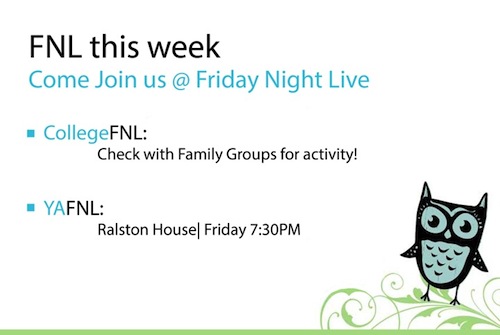 FNL this week
Come Join us @ Friday Night Live
CollegeFNL:
Check with Family Groups for activity!
YAFNL:
Ralston House| Friday 7:30PM